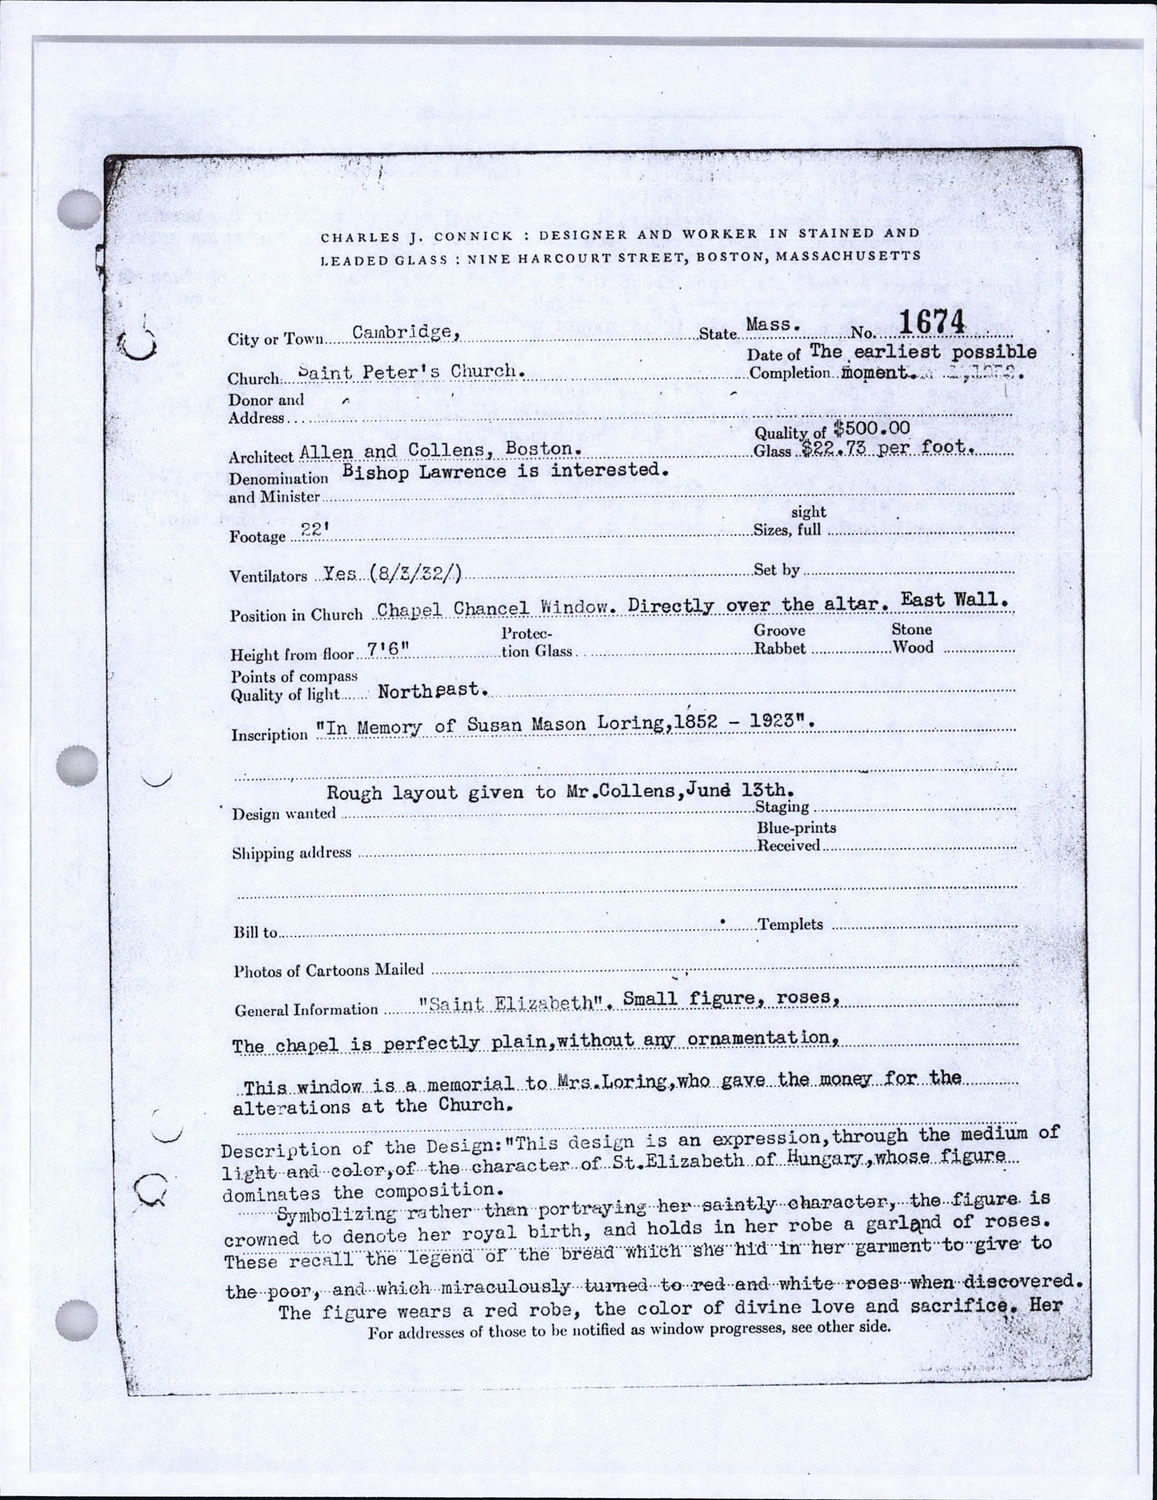 CHARLES J. CONNICK : DESIGNER AND WORKER IN STAINED AND
LEADED GLASS : NINE HARCOURT STREET, BOSTON, MASSACHUSETTS
City or Town Cambridge, State Mass. No. 1674
Date of The earliest possible
Church Saint Peter's Church. Completion moment.
Donor and
Address
Quality of $500.00
Architect Allen and Collens, Boston. Glass $22.73 per foot.
Denomination Bishop Lawrence is interested.
and Minister
sight
Footage 22' Sizes, full
Ventilators Yes (8/3/32/) Set by
Position in Church Chapel Chancel Window. Directly over the altar. East Wall.
Protec- Groove Stone
Height from floor 7'6" tion Glass Rabbet Wood
Points of compass
Quality of light Northeast.
Inscription "In Memory of Susan Mason Loring,1852 - 1923".
Rough layout given to Mr.Collens,June 13th.
Design wanted Staging
Blue-prints
Shipping address Received
Bill to Templets
Photos of Cartoons Mailed
General Information "Saint Elizabeth". Small figure, roses,
The chapel is perfectly plain,without any ornamentation,
This window is a memorial to Mrs.Loring,who gave the money for the
alterations at the Church.
Description of the Design:"This design is an expression,through the medium of
light and color,of the character of St.Elizabeth of Hungary,whose figure
dominates the composition.
Symbolizing rather than portraying her saintly character, the figure is
crowned to denote her royal birth, and holds in her robe a garland of roses.
These recall the legend of the bread which she hid in her garment to give to
the poor, and which miraculously turned to red and white roses when discovered.
The figure wears a red robe, the color of divine love and sacrifice. Her
For addresses of those to be notified as window progresses, see other side.